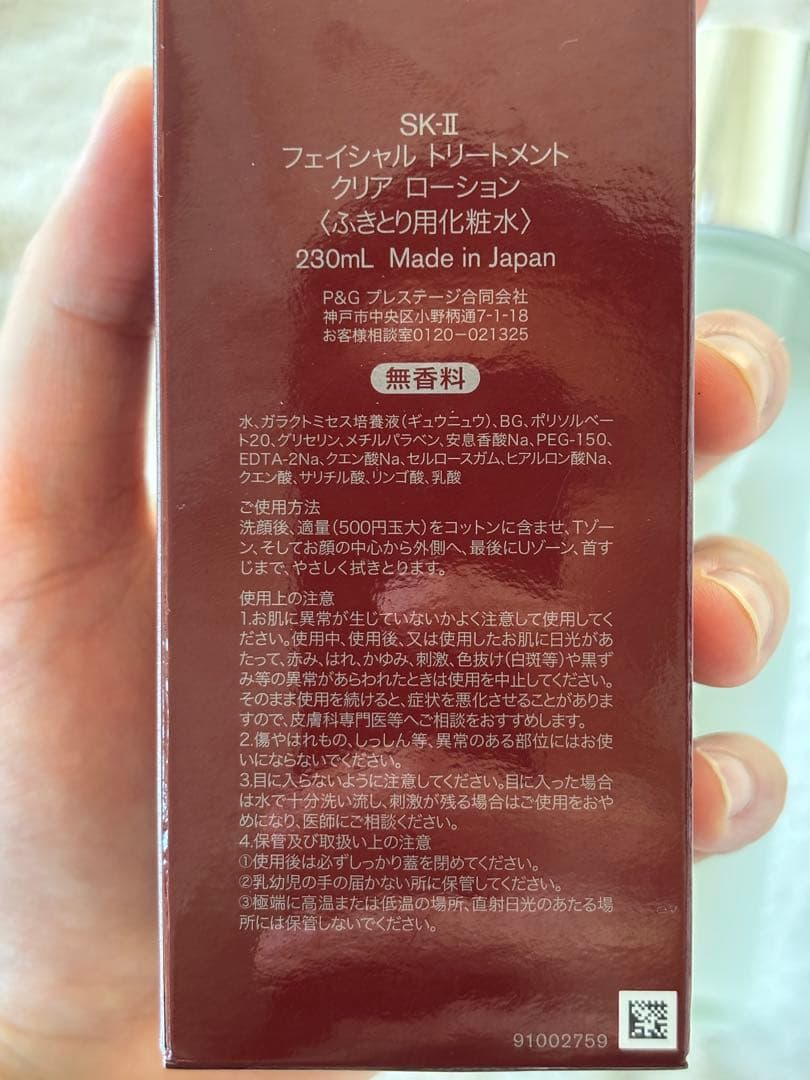 SK-II
フェイシャル トリートメント
クリア ローション
〈ふきとり用化粧水〉
230mL Made in Japan
P&G プレステージ合同会社
神戸市中央区小野柄通7-1-18
お客様相談室0120-021325
無香料
水、ガラクトミセス培養液(ギュウニュウ)、BG、ポリソルベー
ト20、グリセリン、メチルパラベン、安息香酸Na、PEG-150、
EDTA-2Na、クエン酸Na、セルロースガム、ヒアルロン酸Na、
クエン酸、サリチル酸、リンゴ酸、乳酸
ご使用方法
洗顔後、適量(500円玉大)をコットンに含ませ、Tゾー
ン、そしてお顔の中心から外側へ、最後にUゾーン、首す
じまで、やさしく拭きとります。
使用上の注意
1.お肌に異常が生じていないかよく注意して使用してく
ださい。使用中、使用後、又は使用したお肌に日光があ
たって、赤み、はれ、かゆみ、刺激、色抜け(白斑等)や黒ず
み等の異常があらわれたときは使用を中止してください。
そのまま使用を続けると、症状を悪化させることがありま
すので、皮膚科専門医等へご相談をおすすめします。
2.傷やはれもの、しっしん等、異常のある部位にはお使
いにならないでください。
3.目に入らないように注意してください。目に入った場合
は水で十分洗い流し、刺激が残る場合はご使用をおや
めになり、医師にご相談ください。
4.保管及び取扱い上の注意
①使用後は必ずしっかり蓋を閉めてください。
②乳幼児の手の届かない所に保管してください。
③極端に高温または低温の場所、直射日光のあたる場
所には保管しないでください。
91002759